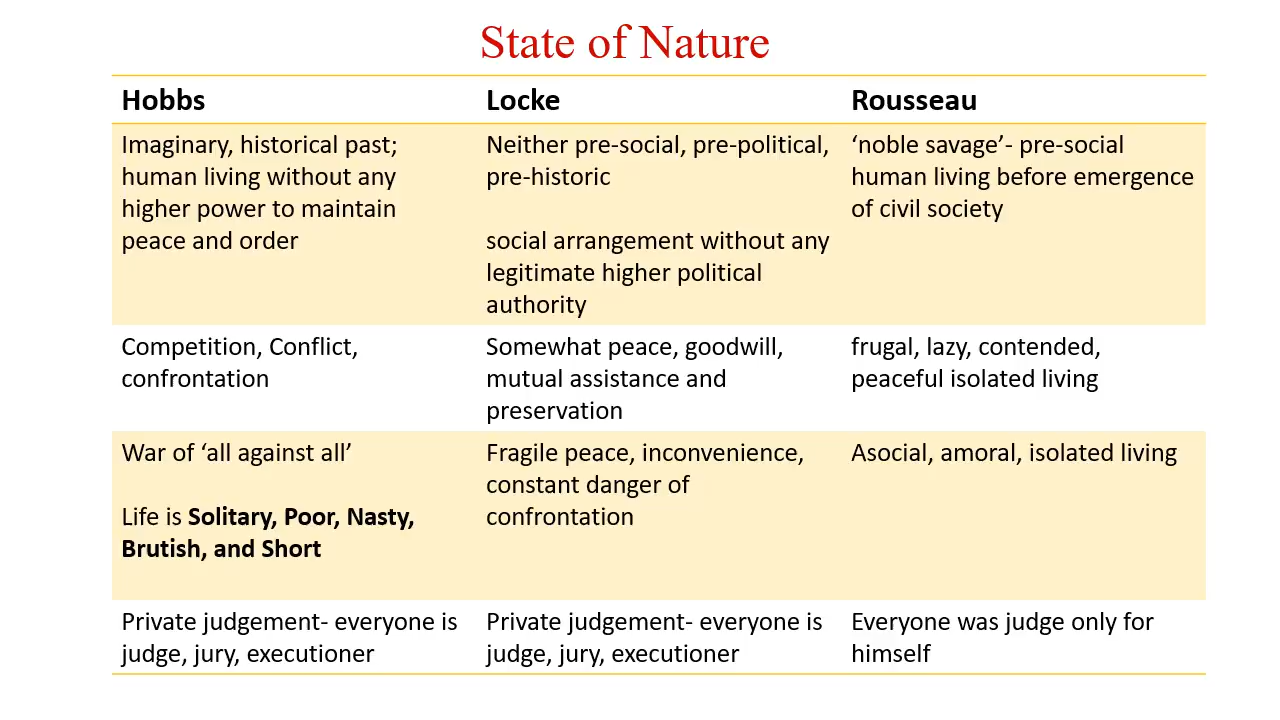 State of Nature
Hobbs
Locke
Rousseau
Imaginary, historical past;
human living without any
higher power to maintain
peace and order
Neither pre-social, pre-political,
pre-historic
social arrangement without any
legitimate higher political
authority
‘noble savage’- pre-social
human living before emergence
of civil society
Competition, Conflict,
confrontation
Somewhat peace, goodwill,
mutual assistance and
preservation
frugal, lazy, contended,
peaceful isolated living
War of ‘all against all’
Life is Solitary, Poor, Nasty,
Brutish, and Short
Fragile peace, inconvenience,
constant danger of
confrontation
Asocial, amoral, isolated living
Private judgement- everyone is
judge, jury, executioner
Private judgement- everyone is
judge, jury, executioner
Everyone was judge only for
himself